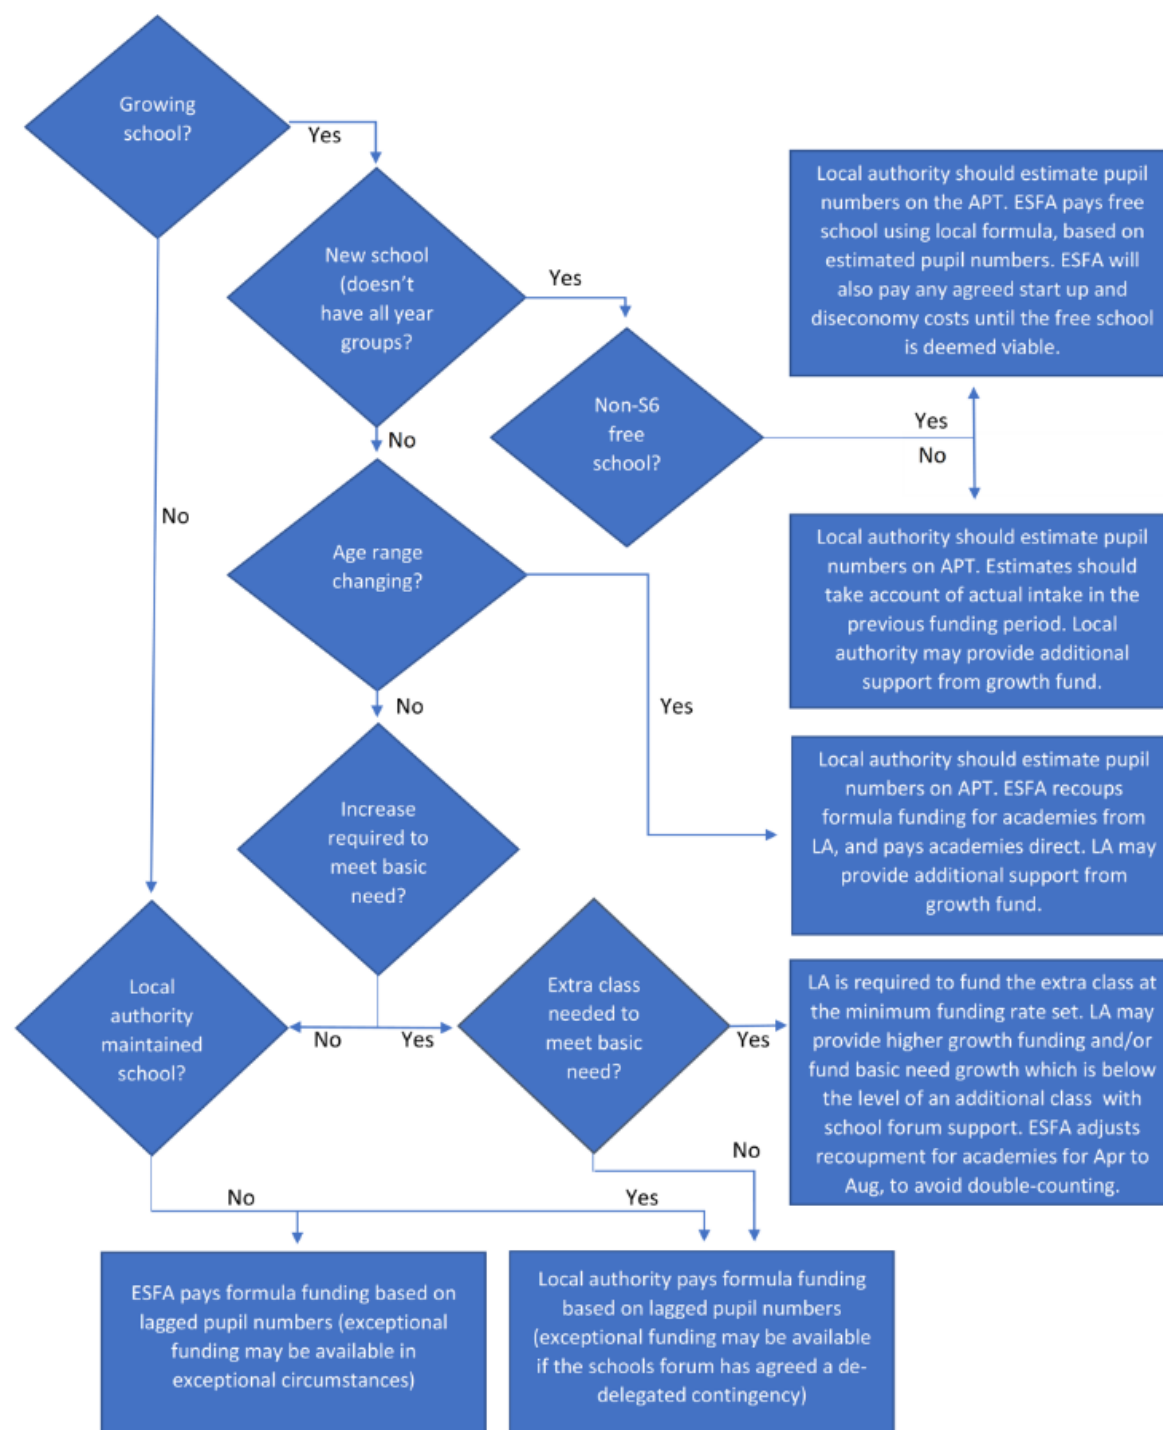 Growing
school?
Yes
New school
(doesn't
have all year
groups?
Yes
Local authority should estimate pupil
numbers on the APT. ESFA pays free
school using local formula, based on
estimated pupil numbers. ESFA will
also pay any agreed start up and
diseconomy costs until the free school
is deemed viable.
Non-S6
free
school?
Yes
No
No
No
Age range
changing?
Local authority should estimate pupil
numbers on APT. Estimates should
take account of actual intake in the
previous funding period. Local
authority may provide additional
support from growth fund.
No
Yes
Increase
required to
meet basic
need?
Local authority should estimate pupil
numbers on APT. ESFA recoups
formula funding for academies from
LA, and pays academies direct. LA may
provide additional support from
growth fund.
Local
authority
maintained
school?
No
Yes
Extra class
needed to
meet basic
need?
Yes
LA is required to fund the extra class at
the minimum funding rate set. LA may
provide higher growth funding and/or
fund basic need growth which is below
the level of an additional class with
school forum support. ESFA adjusts
recoupment for academies for Apr to
Aug, to avoid double-counting.
No
No
Yes
ESFA pays formula funding based on
lagged pupil numbers (exceptional
funding may be available in
exceptional circumstances)
Local authority pays formula funding
based on lagged pupil numbers
(exceptional funding may be available
if the schools forum has agreed a de-
delegated contingency)